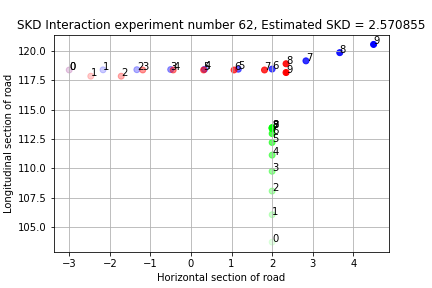 SKD Interaction experiment number 62, Estimated SKD = 2.570855
120.0
117.5
115.0
112.5
110.0
107.5
105.0
Longitudinal section of road
0 1 1 2 2 3 3 4 4 5 5 6 6 7 8 9 7 8 9
8 6 5 4 3 2 1 0
−3 −2 −1 0 1 2 3 4
Horizontal section of road